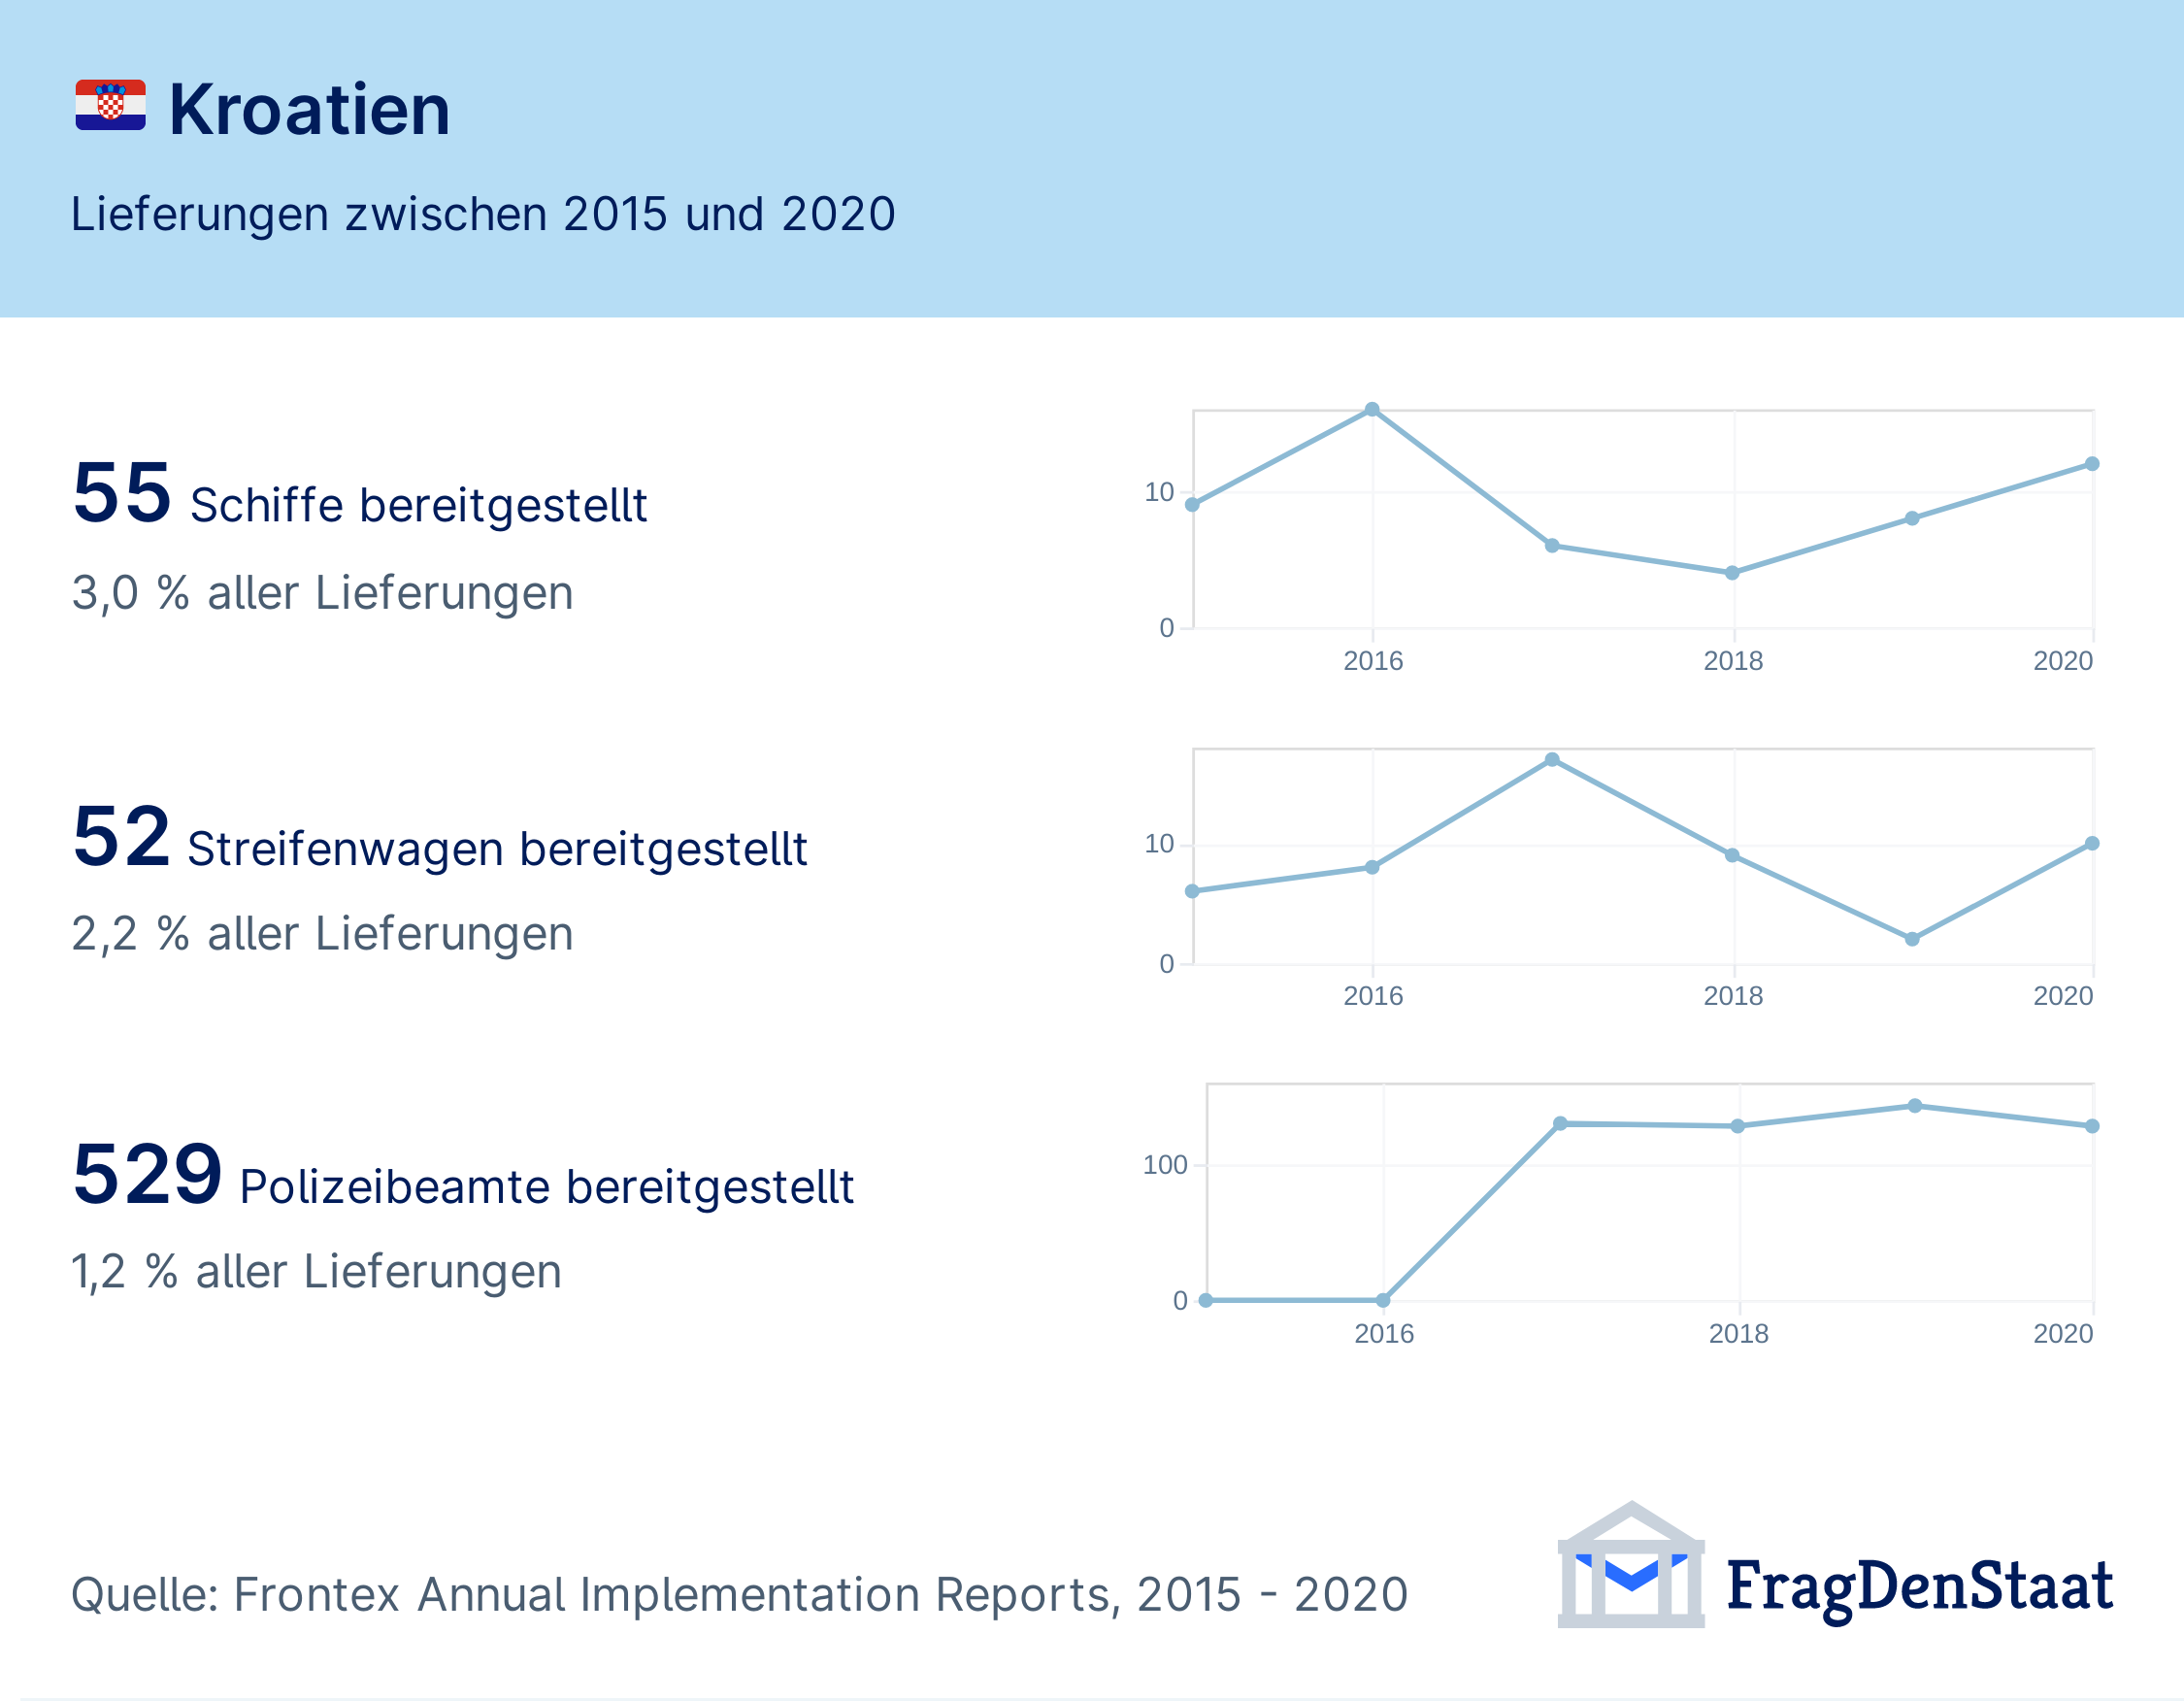 Kroatien
Lieferungen zwischen 2015 und 2020
55 Schiffe bereitgestellt
3,0 % aller Lieferungen
10
0
2016 2018 2020
52 Streifenwagen bereitgestellt
2,2 % aller Lieferungen
10
0
2016 2018 2020
529 Polizeibeamte bereitgestellt
1,2 % aller Lieferungen
100
0
2016 2018 2020
Quelle: Frontex Annual Implementation Reports, 2015 - 2020
FragDenStaat